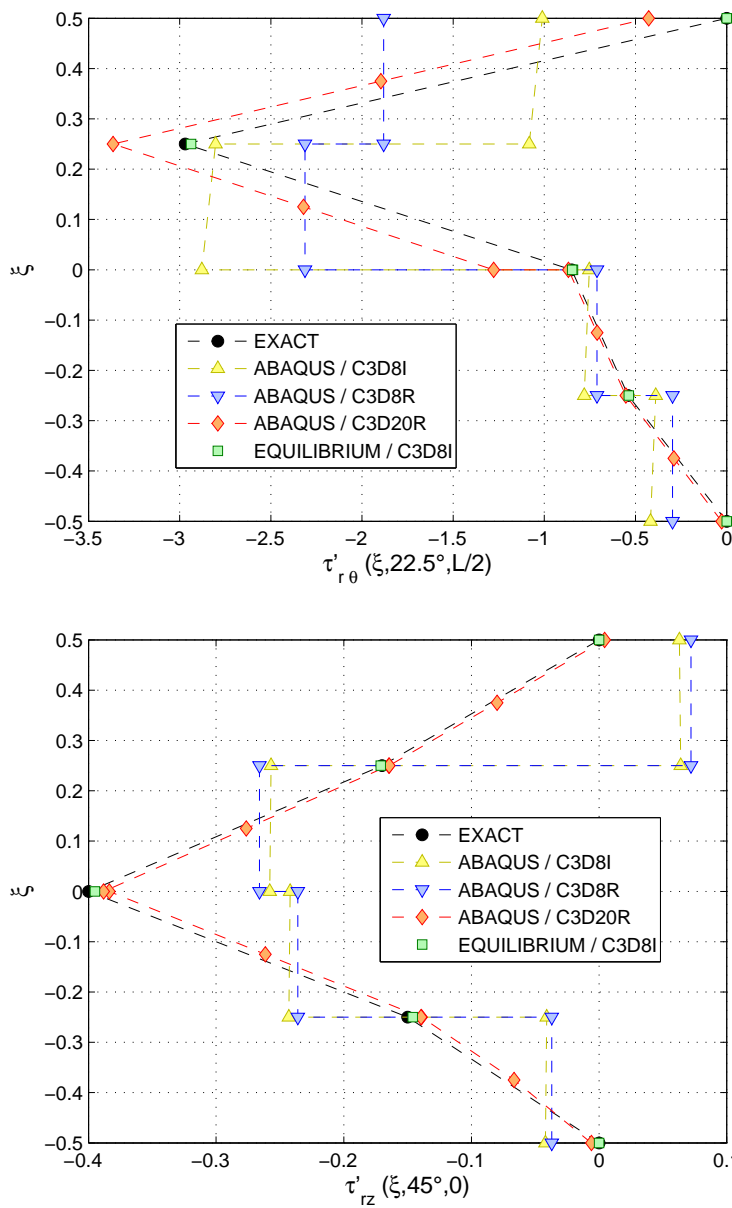 0.5
0.4
0.3
0.2
0.1
0
−0.1
−0.2
−0.3
−0.4
−0.5
ξ
EXACT
ABAQUS / C3D8I
ABAQUS / C3D8R
ABAQUS / C3D20R
EQUILIBRIUM / C3D8I
−3.5 −3 −2.5 −2 −1.5 −1 −0.5 0
τ'r θ (ξ,22.5°,L/2)
0.5
0.4
0.3
0.2
0.1
0
−0.1
−0.2
−0.3
−0.4
−0.5
ξ
EXACT
ABAQUS / C3D8I
ABAQUS / C3D8R
ABAQUS / C3D20R
EQUILIBRIUM / C3D8I
−0.4 −0.3 −0.2 −0.1 0 0.1
τ'rz (ξ,45°,0)